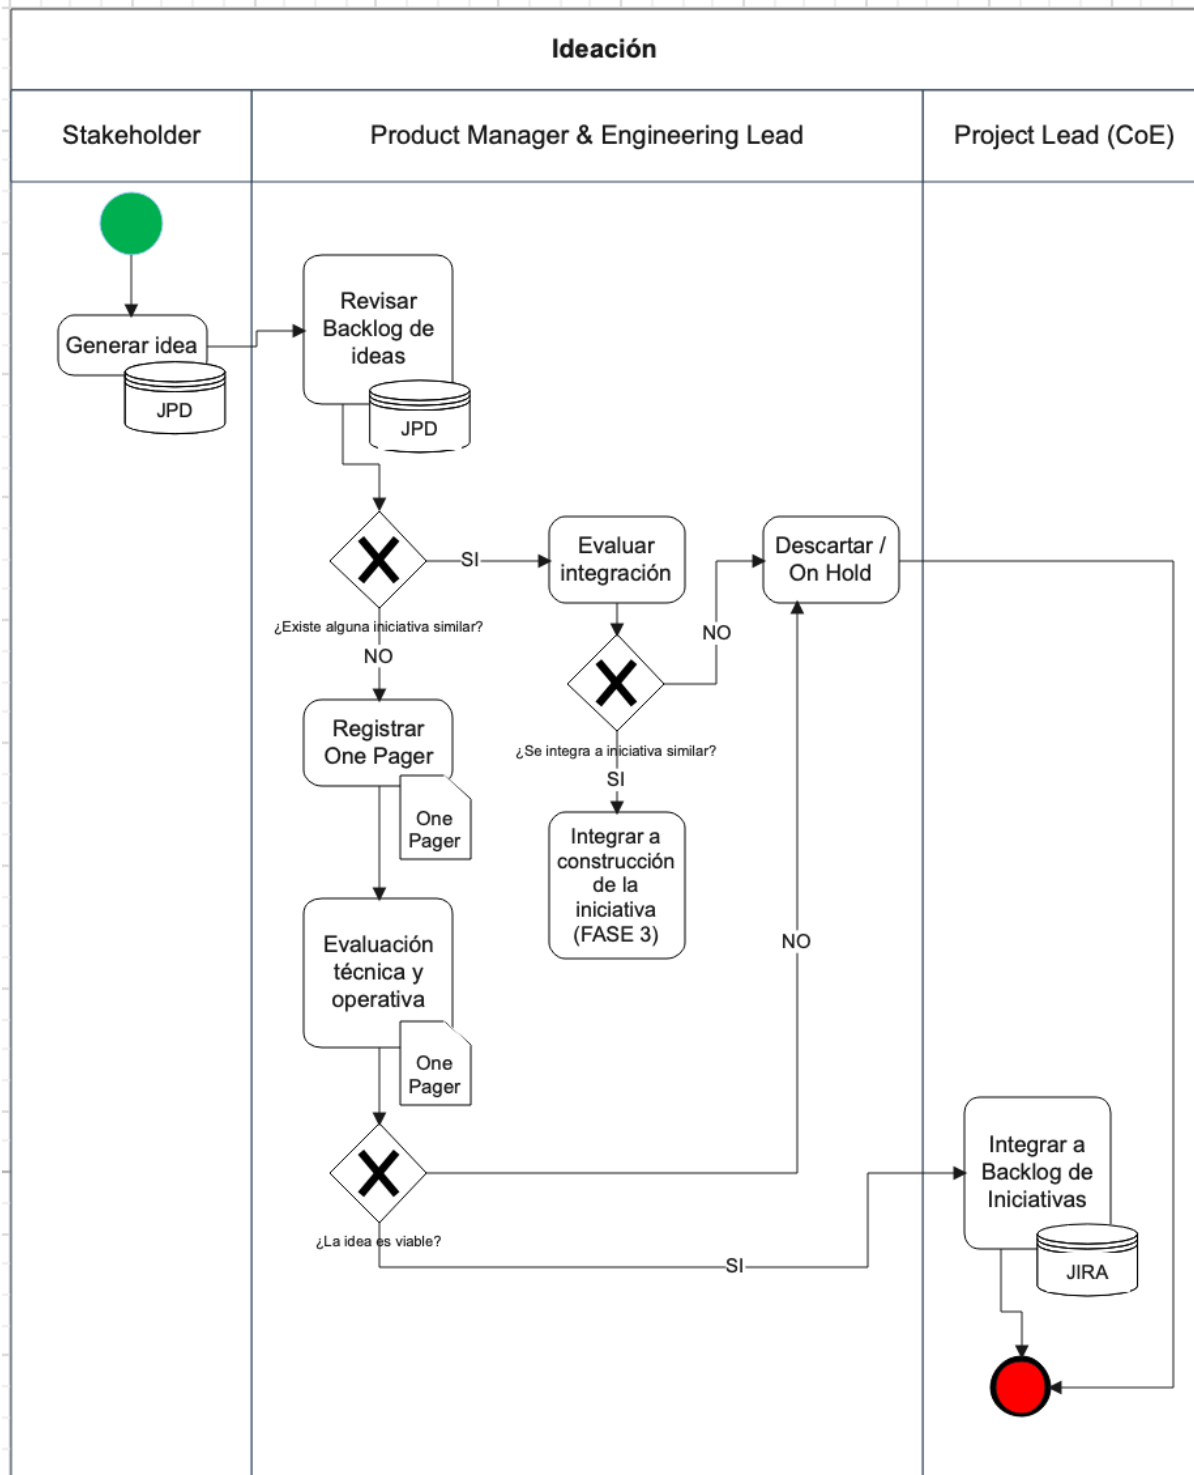 Ideación
Stakeholder
Product Manager & Engineering Lead
Project Lead (CoE)
Generar idea
JPD
Revisar
Backlog de
ideas
JPD
SI
¿Existe alguna iniciativa similar?
NO
Evaluar
integración
NO
Descartar /
On Hold
¿Se integra a iniciativa similar?
SI
Integrar a
construcción
de la
iniciativa
(FASE 3)
Registrar
One Pager
One
Pager
Evaluación
técnica y
operativa
One
Pager
NO
¿La idea es viable?
SI
Integrar a
Backlog de
Iniciativas
JIRA